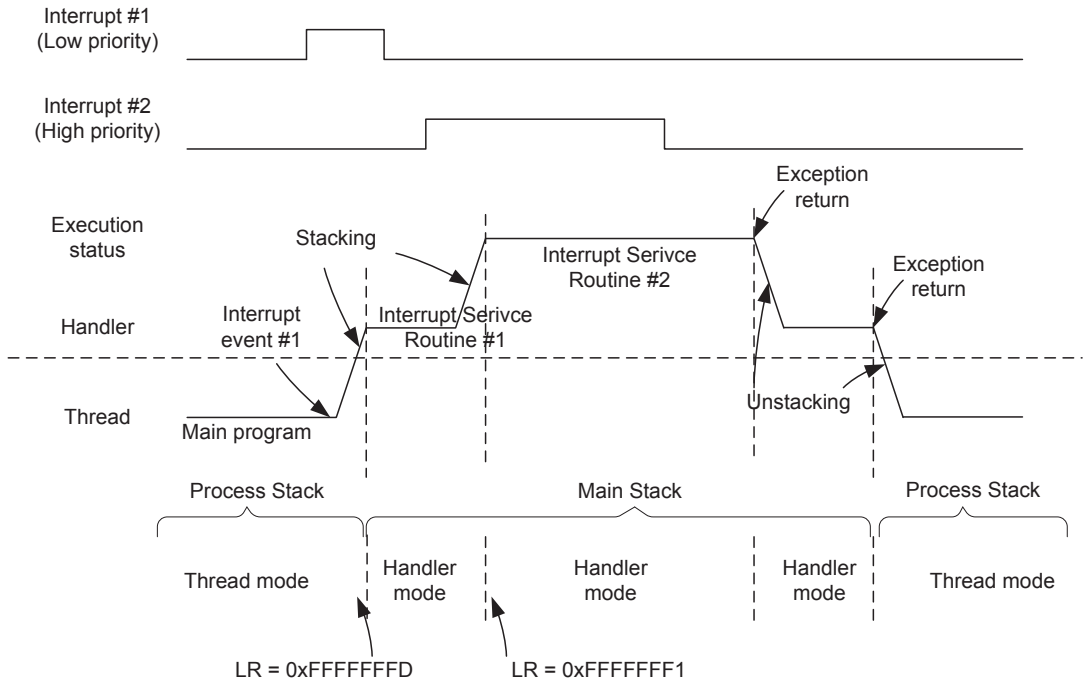 Interrupt #1
(Low priority)
Interrupt #2
(High priority)
Exception
return
Execution
status
Stacking
Interrupt Serivce
Routine #2
Exception
return
Interrupt
event #1
Handler
Interrupt Serivce
Routine #1
Thread
Main program
Unstacking
Process Stack
Main Stack
Process Stack
Thread mode
Handler
mode
Handler
mode
Handler
mode
Thread mode
LR = 0xFFFFFFFD
LR = 0xFFFFFFF1